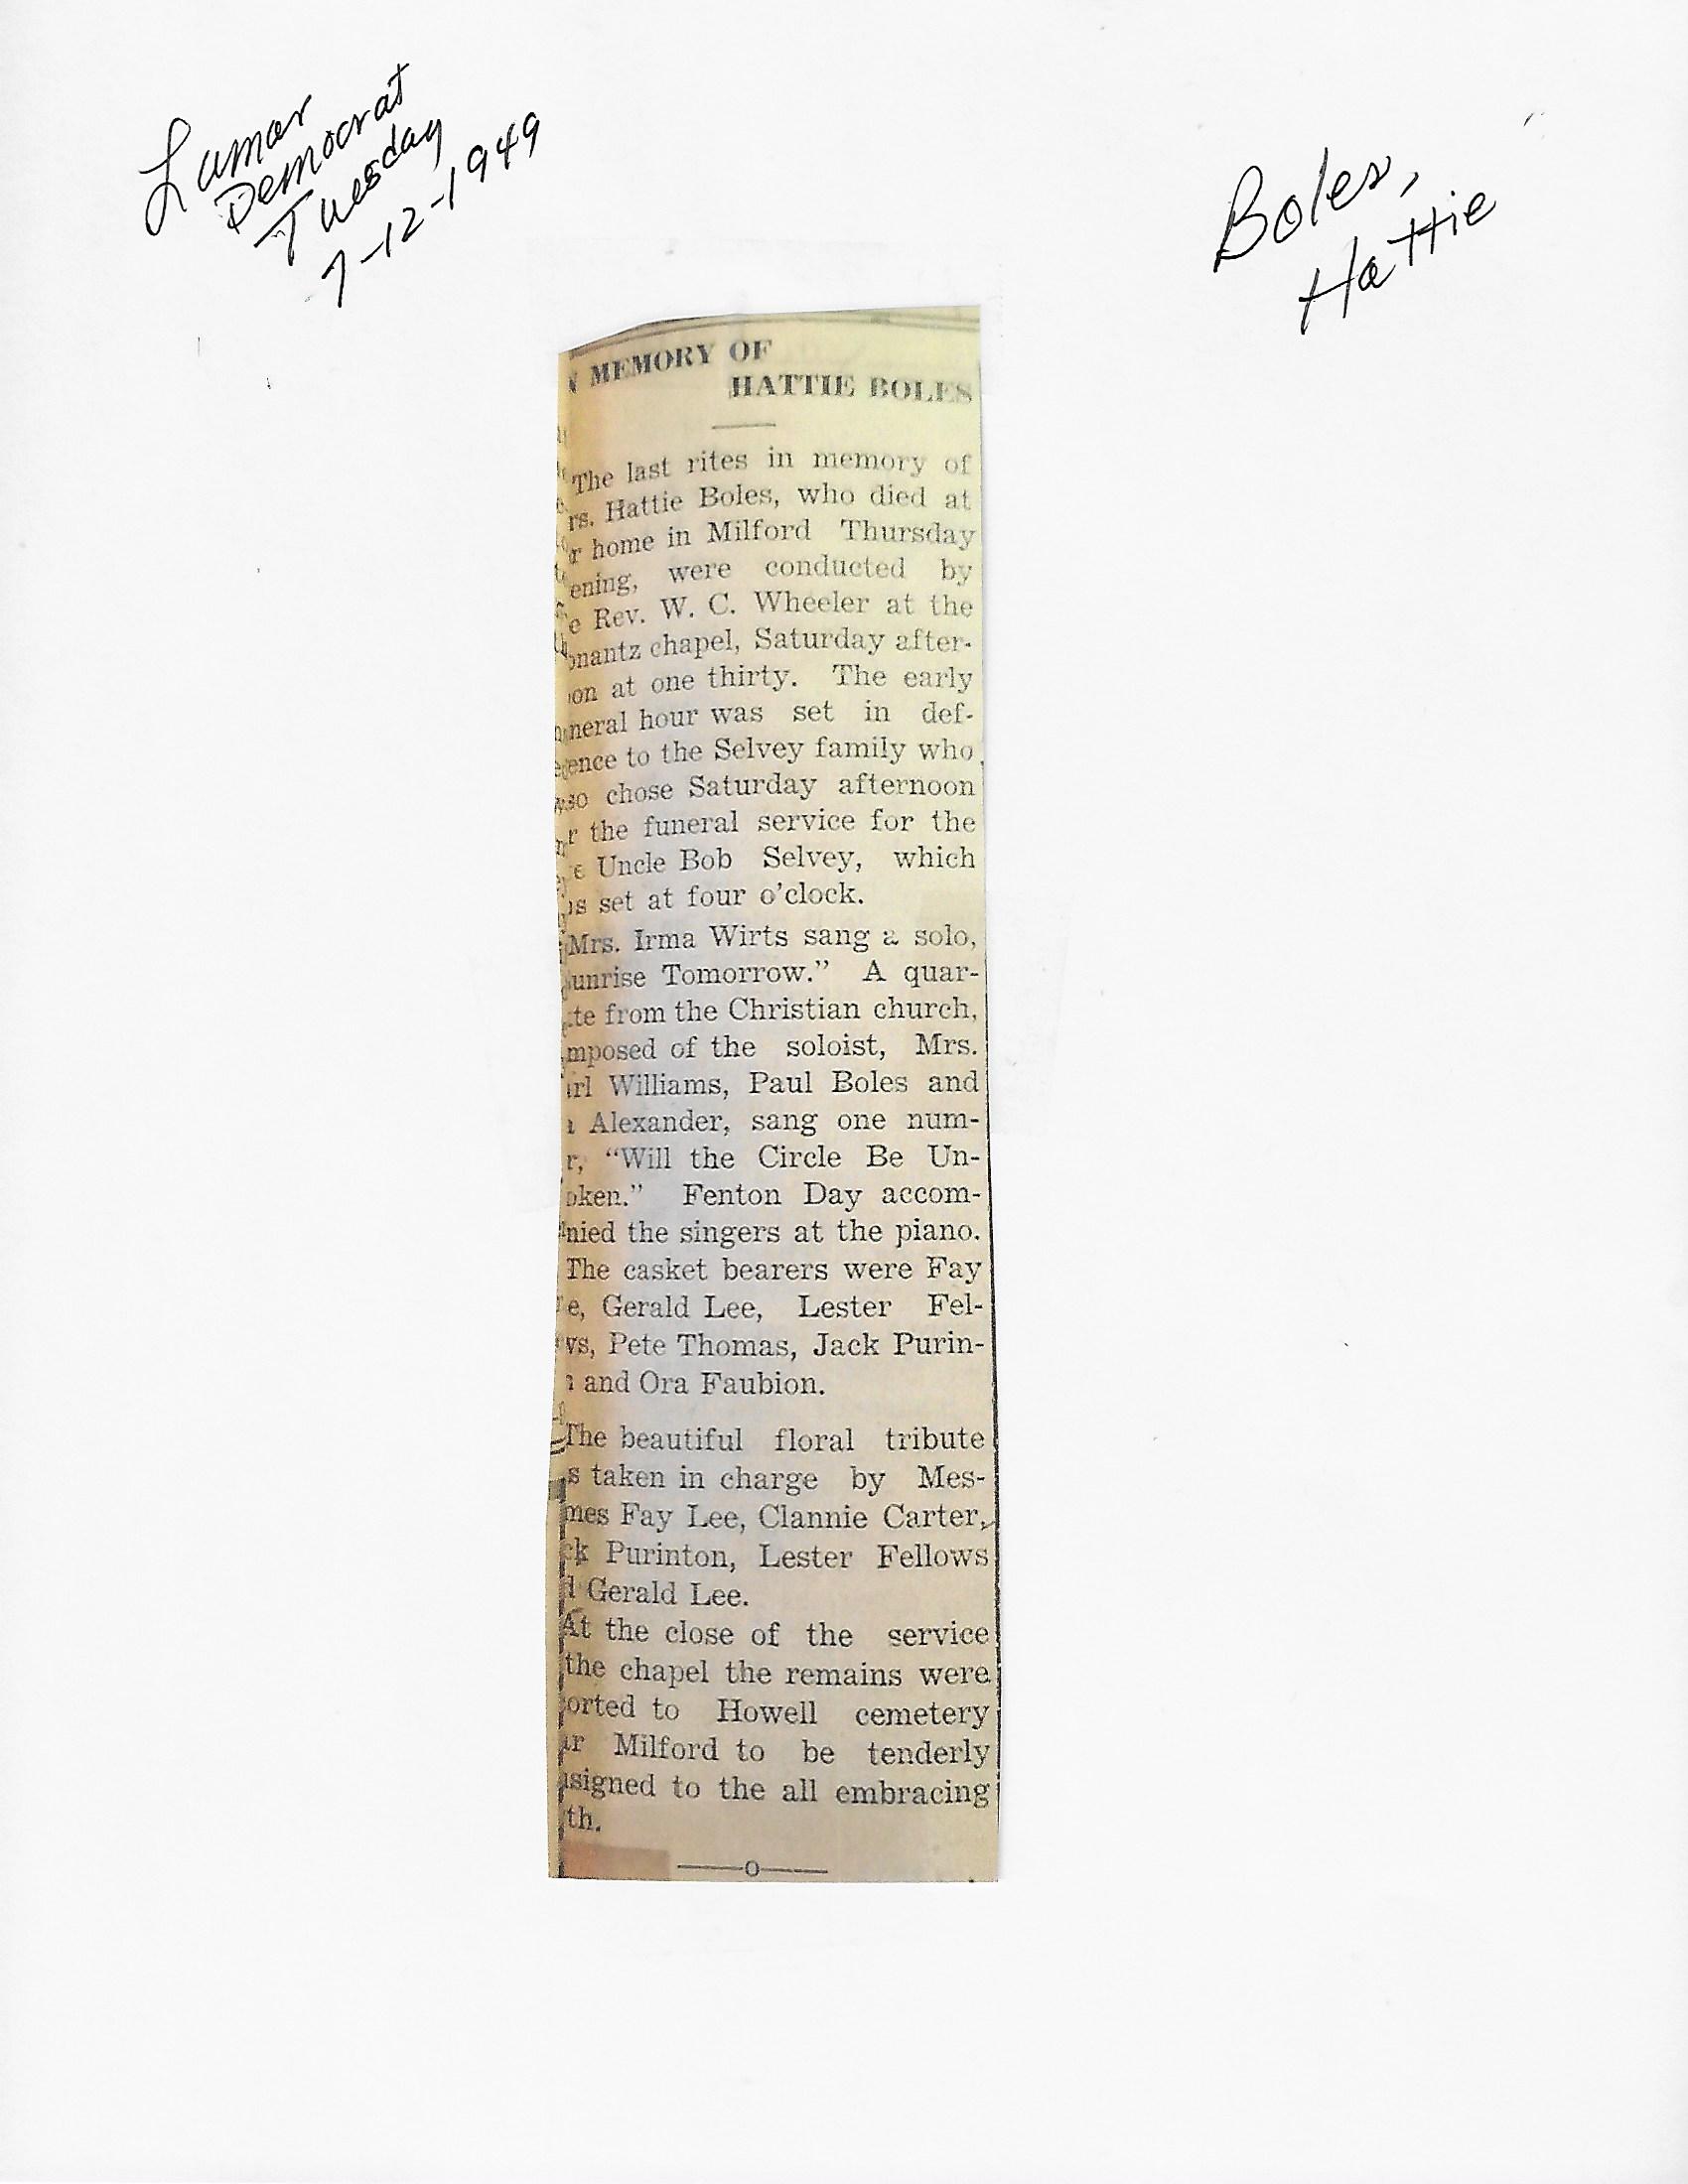 Lamar
Democrat
Tuesday
7-12-1949
Boles,
Hattie
N MEMORY OF
HATTIE BOLES
The last rites in memory of
rs. Hattie Boles, who died at
r home in Milford Thursday
ening, were conducted by
e Rev. W. C. Wheeler at the
onantz chapel, Saturday after-
on at one thirty. The early
neral hour was set in def-
ence to the Selvey family who
so chose Saturday afternoon
r the funeral service for the
e Uncle Bob Selvey, which
as set at four o'clock.
Mrs. Irma Wirts sang a solo,
unrise Tomorrow." A quar-
te from the Christian church,
mposed of the soloist, Mrs.
arl Williams, Paul Boles and
a Alexander, sang one num-
r, "Will the Circle Be Un-
oken." Fenton Day accom-
nied the singers at the piano.
The casket bearers were Fay
e, Gerald Lee, Lester Fel-
ws, Pete Thomas, Jack Purin-
n and Ora Faubion.
The beautiful floral tribute
s taken in charge by Mes-
mes Fay Lee, Clannie Carter,
ck Purinton, Lester Fellows
d Gerald Lee.
At the close of the service
the chapel the remains were
orted to Howell cemetery
ar Milford to be tenderly
nsigned to the all embracing
th.
—o—